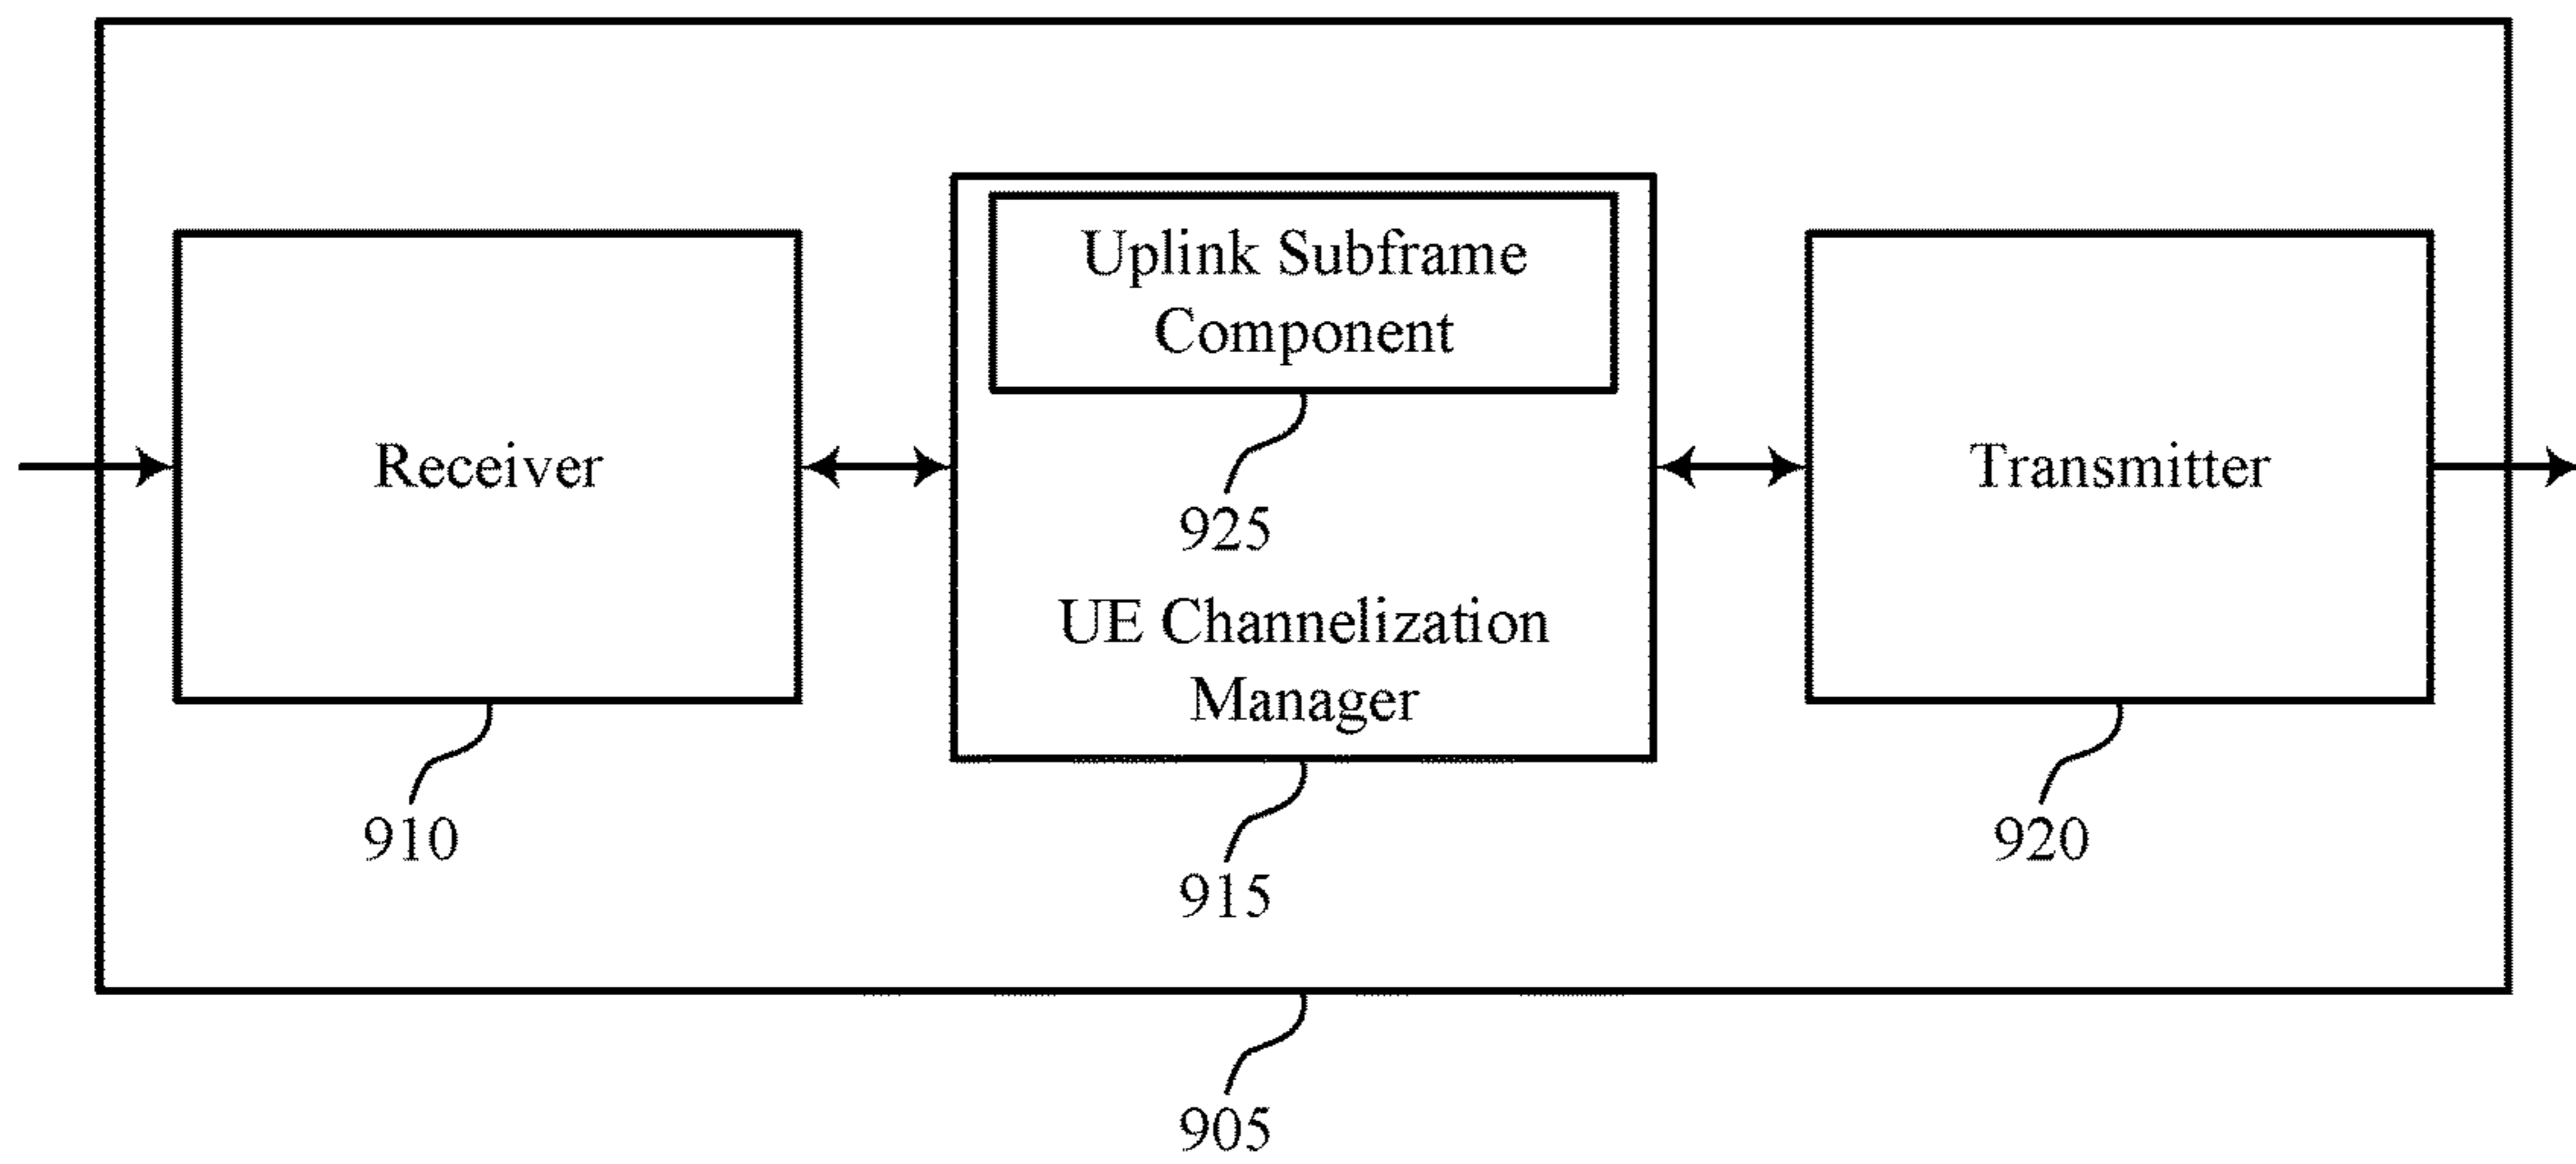 Uplink Subframe
Component
Receiver
Transmitter
925
UE Channelization
Manager
910
920
915
905